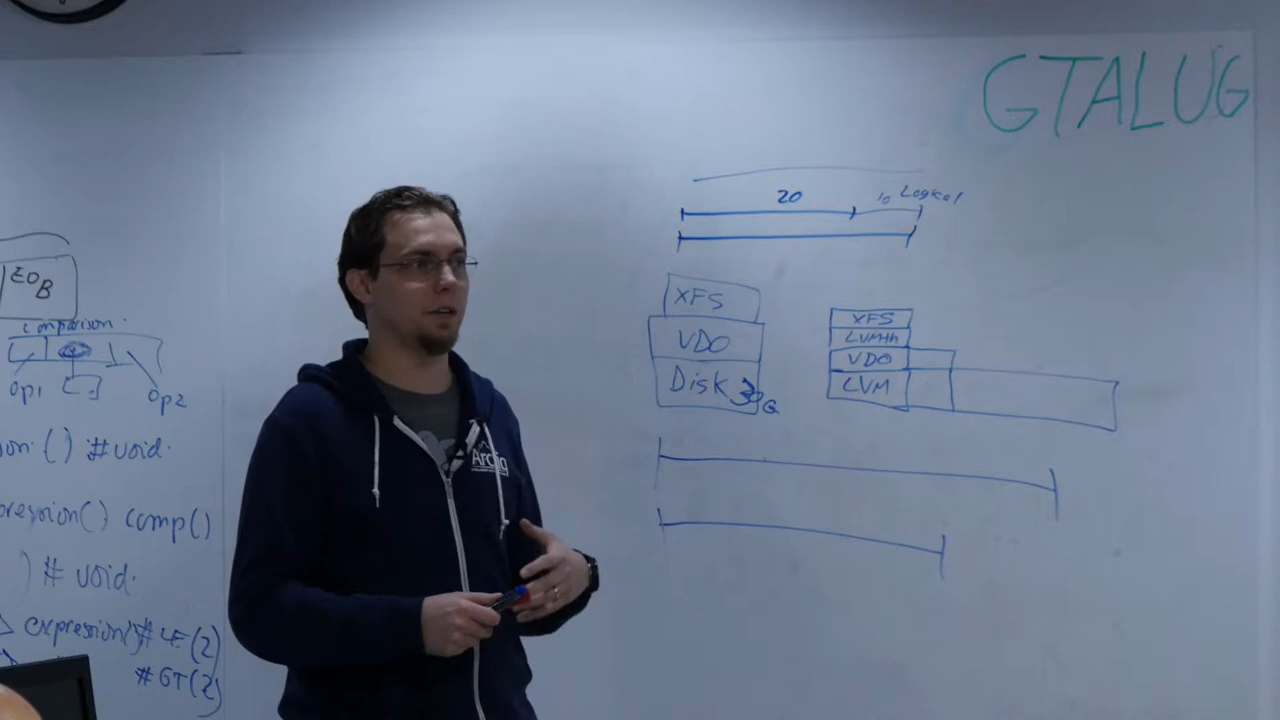 GTALUG
20
10 Logical
XFS
VDO
Disk 30G
XFS
LVMth
VDO
LVM
EOB
comparison.
op1
op2
() #void.
() comp()
) # void.
expression() # LE(2)
# GT(2)